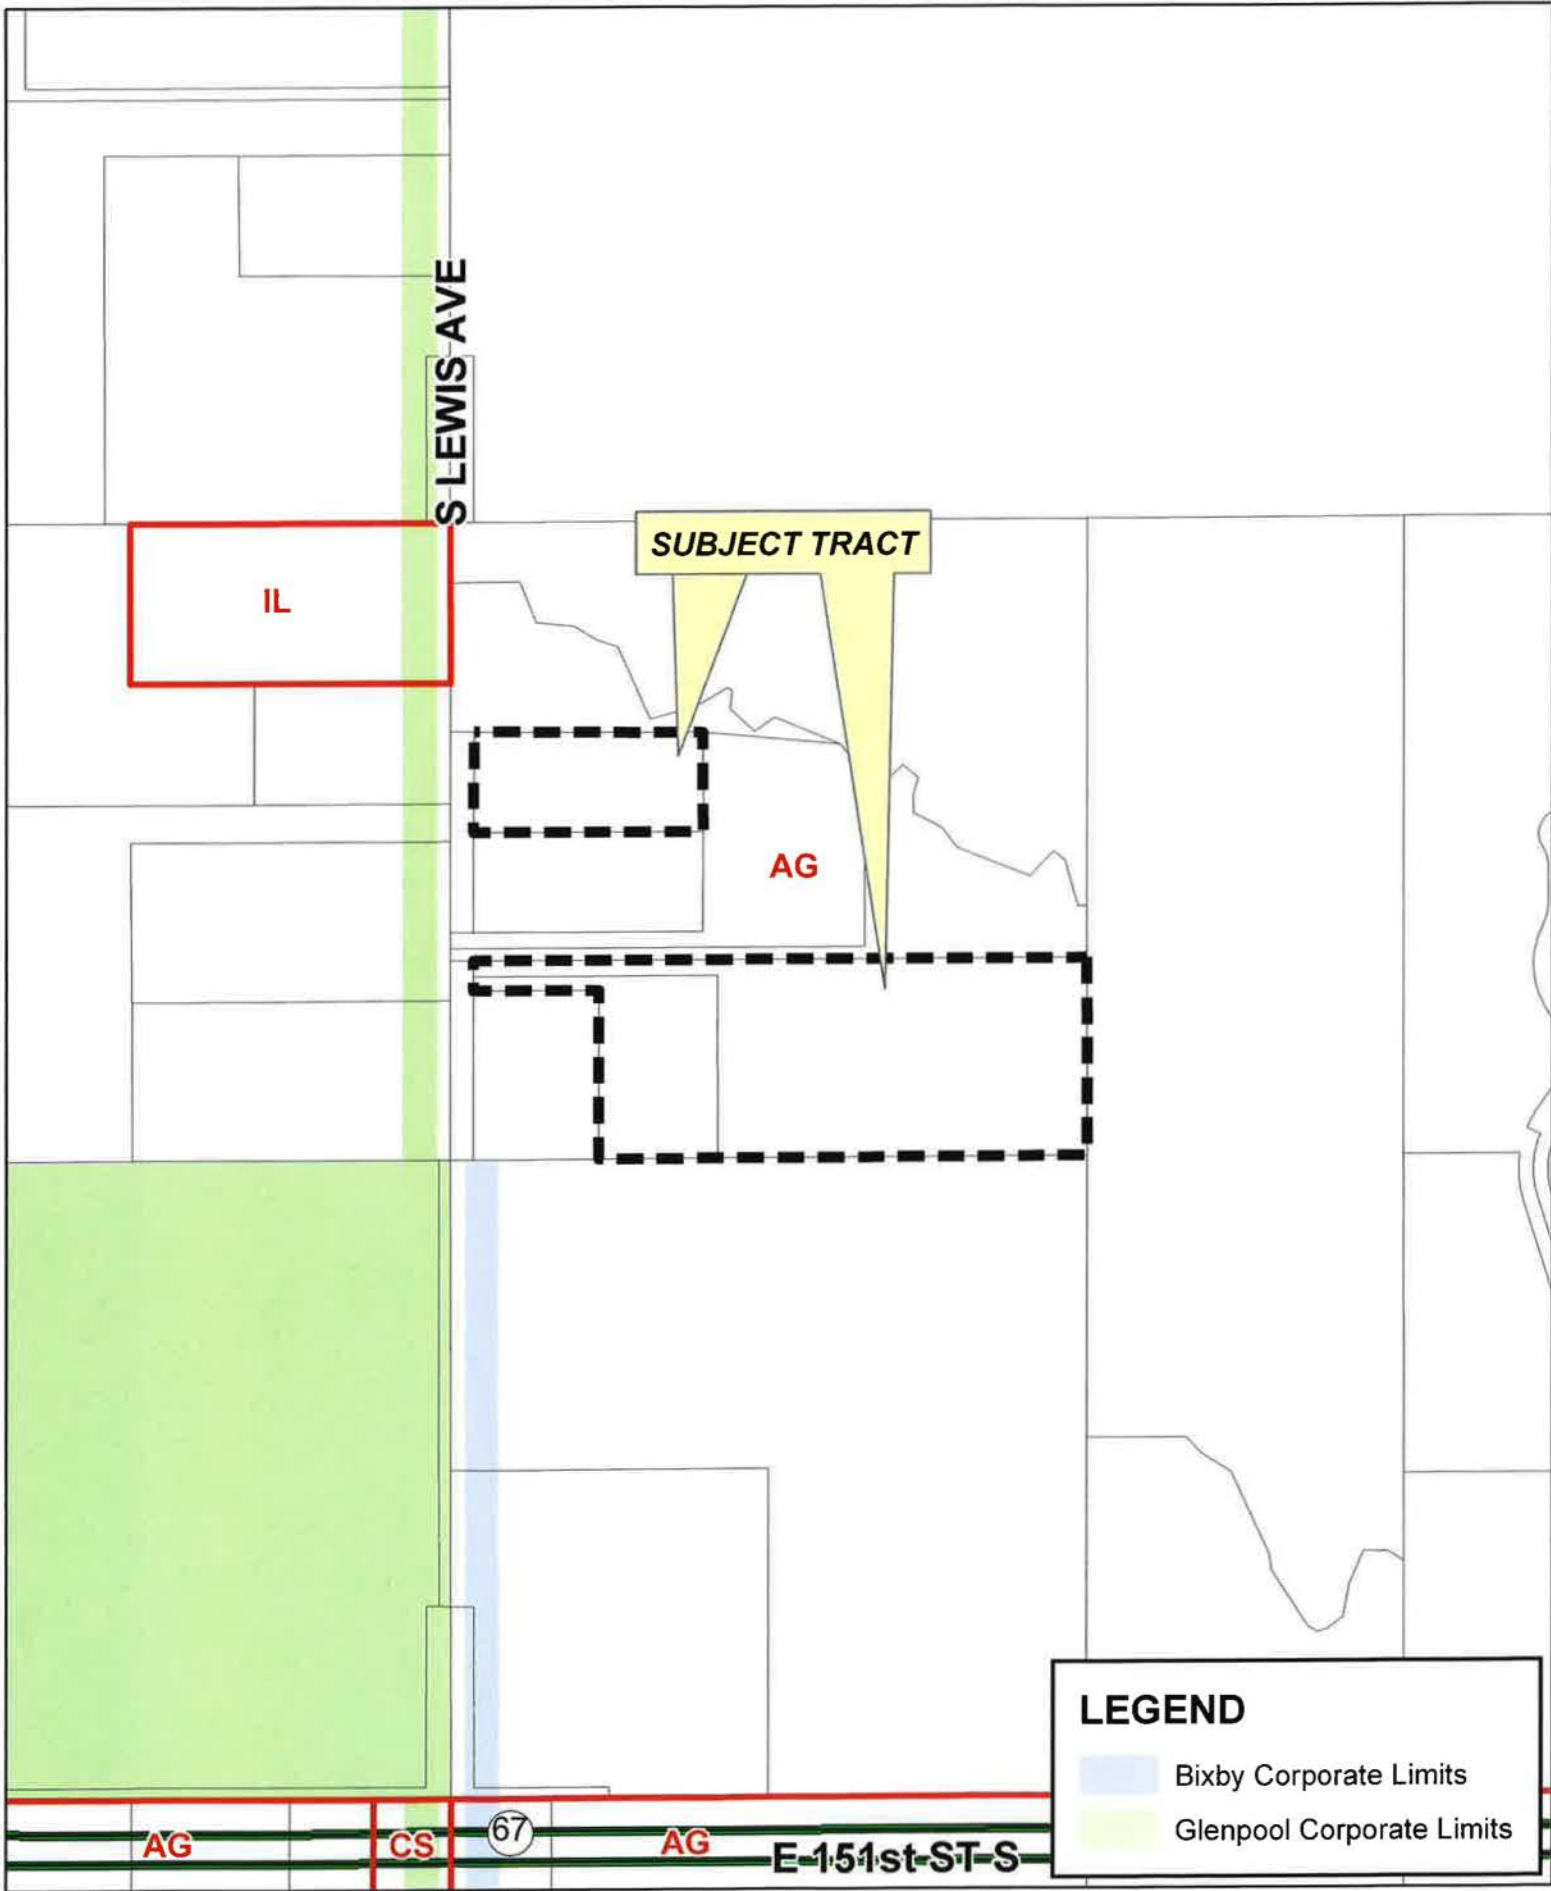 S LEWIS AVE
SUBJECT TRACT
IL
AG
LEGEND
Bixby Corporate Limits
Glenpool Corporate Limits
AG
CS
67
AG
E 151st ST S